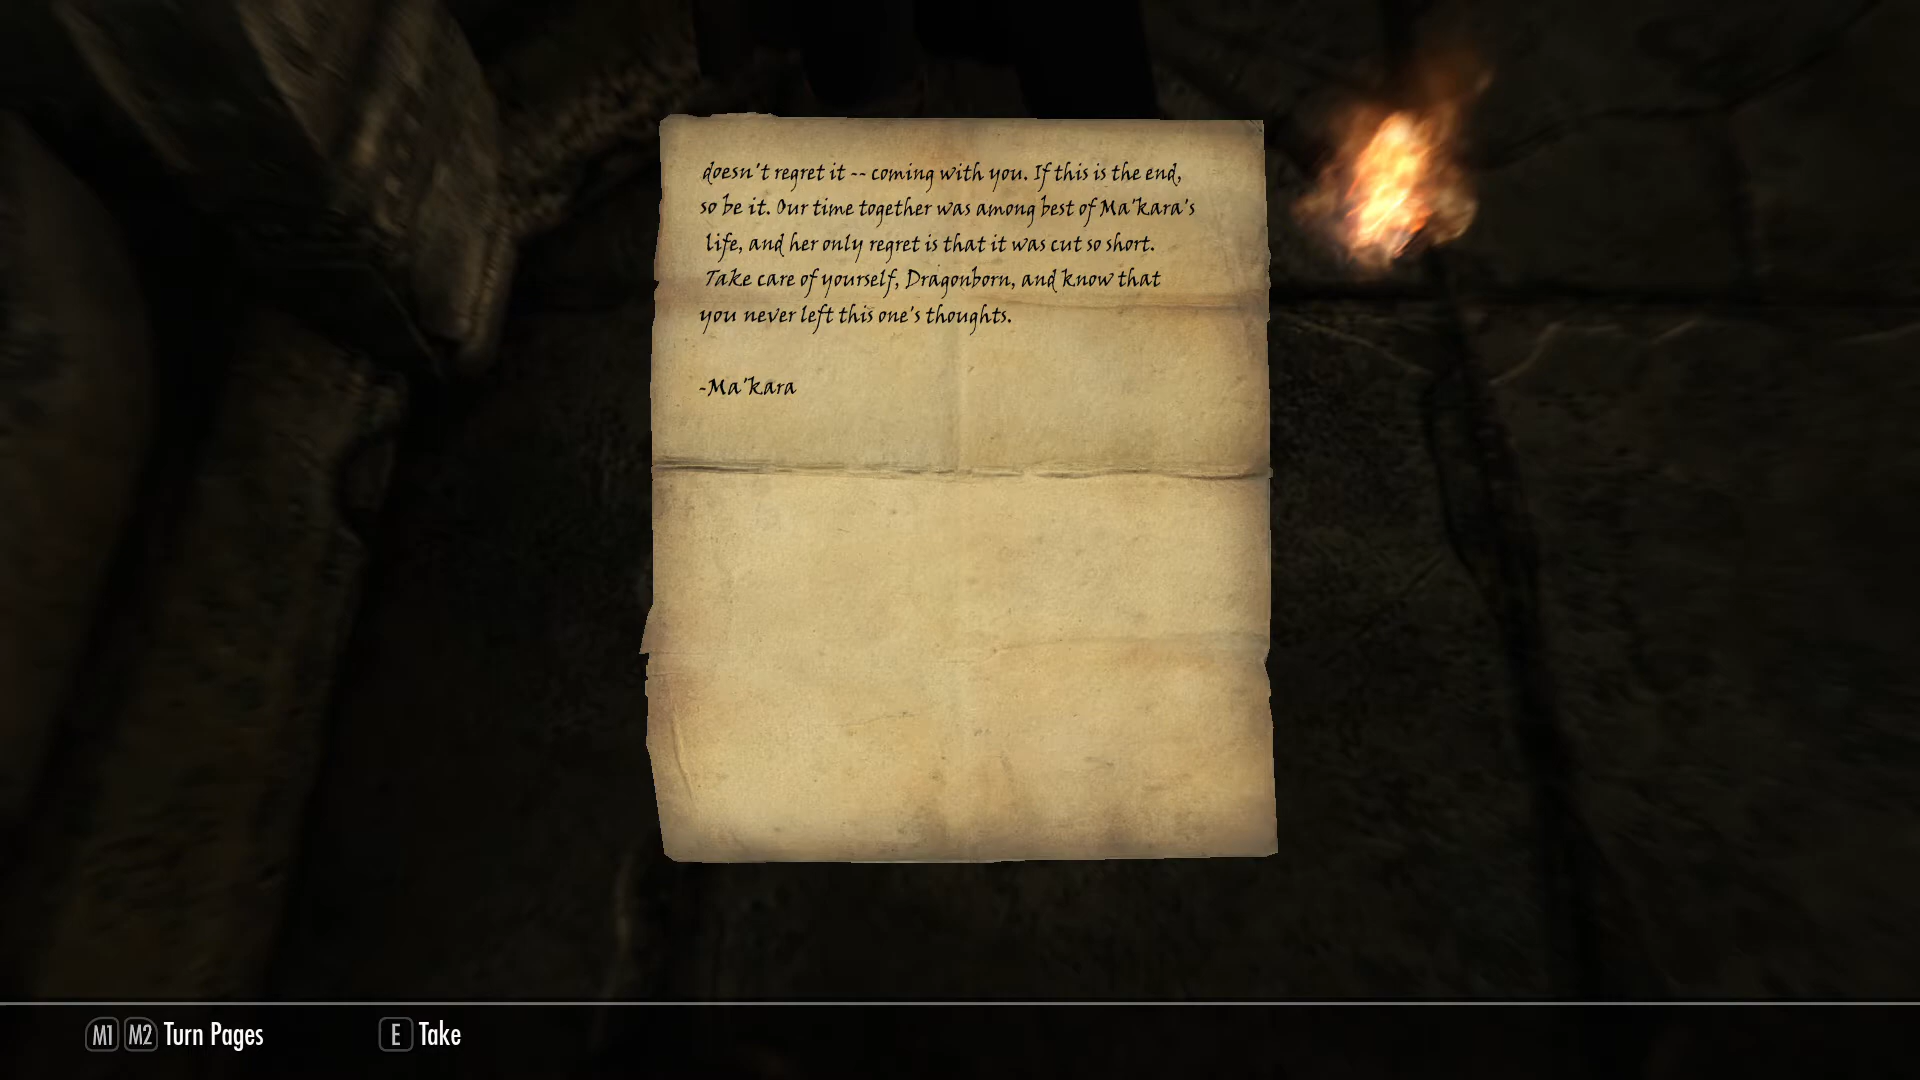 doesn't regret it -- coming with you. If this is the end,
so be it. Our time together was among best of Ma'kara's
life, and her only regret is that it was cut so short.
Take care of yourself, Dragonborn, and know that
you never left this one's thoughts.
-Ma'kara
M1 M2 Turn Pages E Take